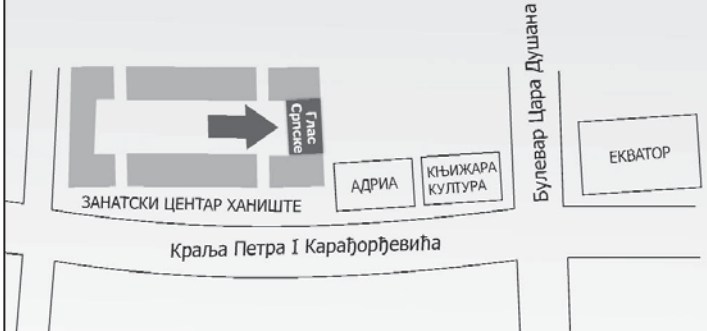 Булевар Цара Душана
Глас
Српске
ЕКВАТОР
АДРИА
КЊИЖАРА
КУЛТУРА
ЗАНАТСКИ ЦЕНТАР ХАНИШТЕ
Краља Петра I Карађорђевића